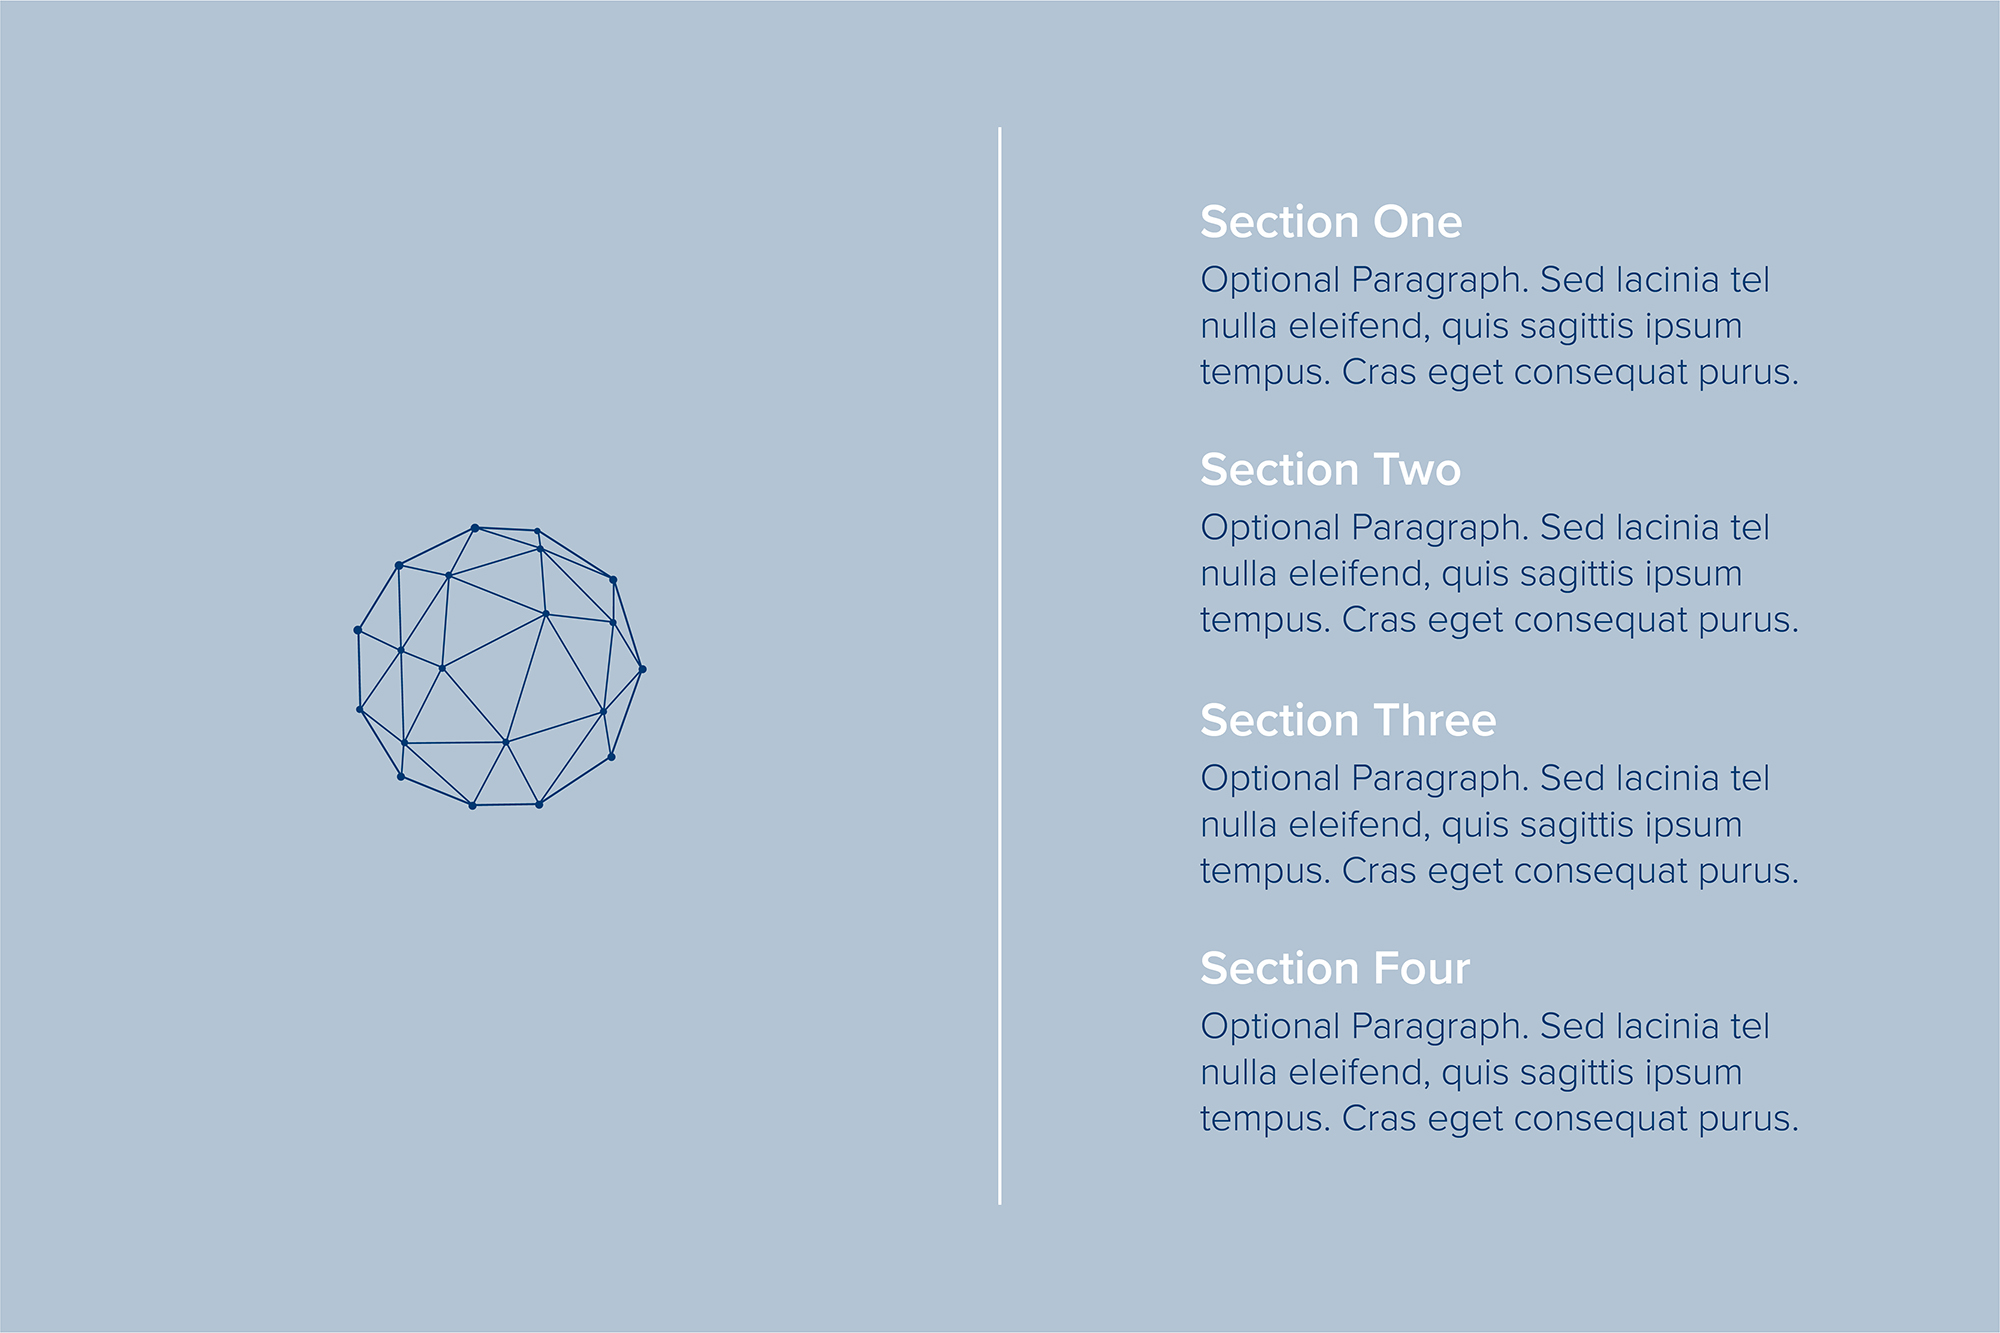 Section One
Optional Paragraph. Sed lacinia tel
nulla eleifend, quis sagittis ipsum
tempus. Cras eget consequat purus.
Section Two
Optional Paragraph. Sed lacinia tel
nulla eleifend, quis sagittis ipsum
tempus. Cras eget consequat purus.
Section Three
Optional Paragraph. Sed lacinia tel
nulla eleifend, quis sagittis ipsum
tempus. Cras eget consequat purus.
Section Four
Optional Paragraph. Sed lacinia tel
nulla eleifend, quis sagittis ipsum
tempus. Cras eget consequat purus.